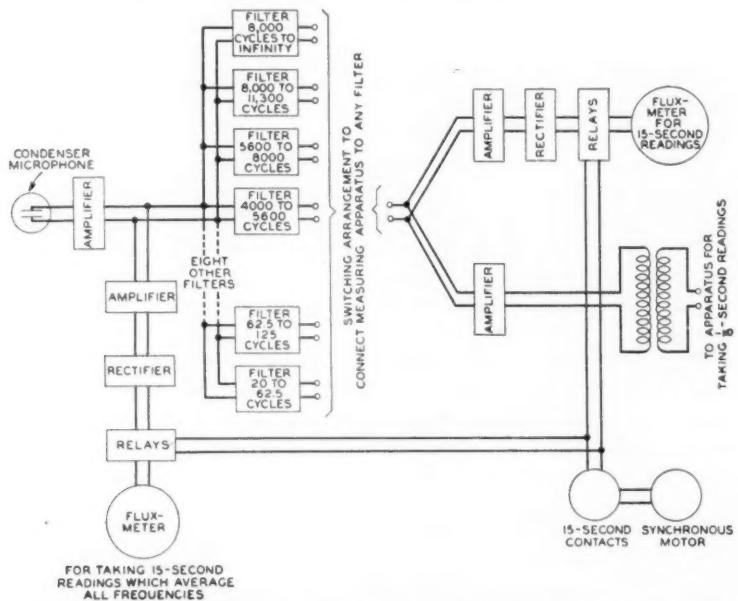 FILTER
8,000
CYCLES TO
INFINITY
FILTER
8,000 TO
11,300
CYCLES
FILTER
5600 TO
8000
CYCLES
FILTER
4000 TO
5600
CYCLES
EIGHT
OTHER
FILTERS
FILTER
62.5 TO
125
CYCLES
FILTER
20 TO
62.5
CYCLES
CONDENSER
MICROPHONE
AMPLIFIER
AMPLIFIER
RECTIFIER
RELAYS
FLUX-
METER
FOR TAKING 15-SECOND
READINGS WHICH AVERAGE
ALL FREQUENCIES
SWITCHING ARRANGEMENT TO
CONNECT MEASURING APPARATUS TO ANY FILTER
AMPLIFIER
RECTIFIER
RELAYS
FLUX-
METER
FOR
15-SECOND
READINGS
AMPLIFIER
TO APPARATUS FOR
TAKING 1/8-SECOND READINGS
15-SECOND
CONTACTS
SYNCHRONOUS
MOTOR